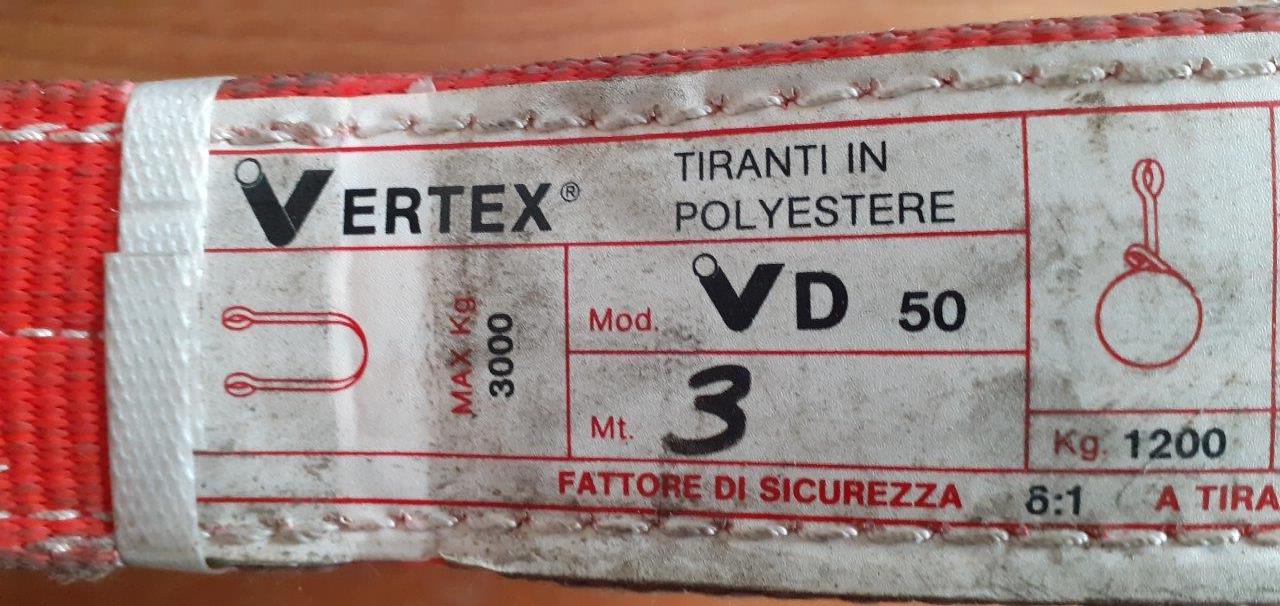 VERTEX®
TIRANTI IN
POLYESTERE
MAX Kg.
3000
Mod. VD 50
Mt. 3
Kg. 1200
FATTORE DI SICUREZZA 6:1 A TIRA